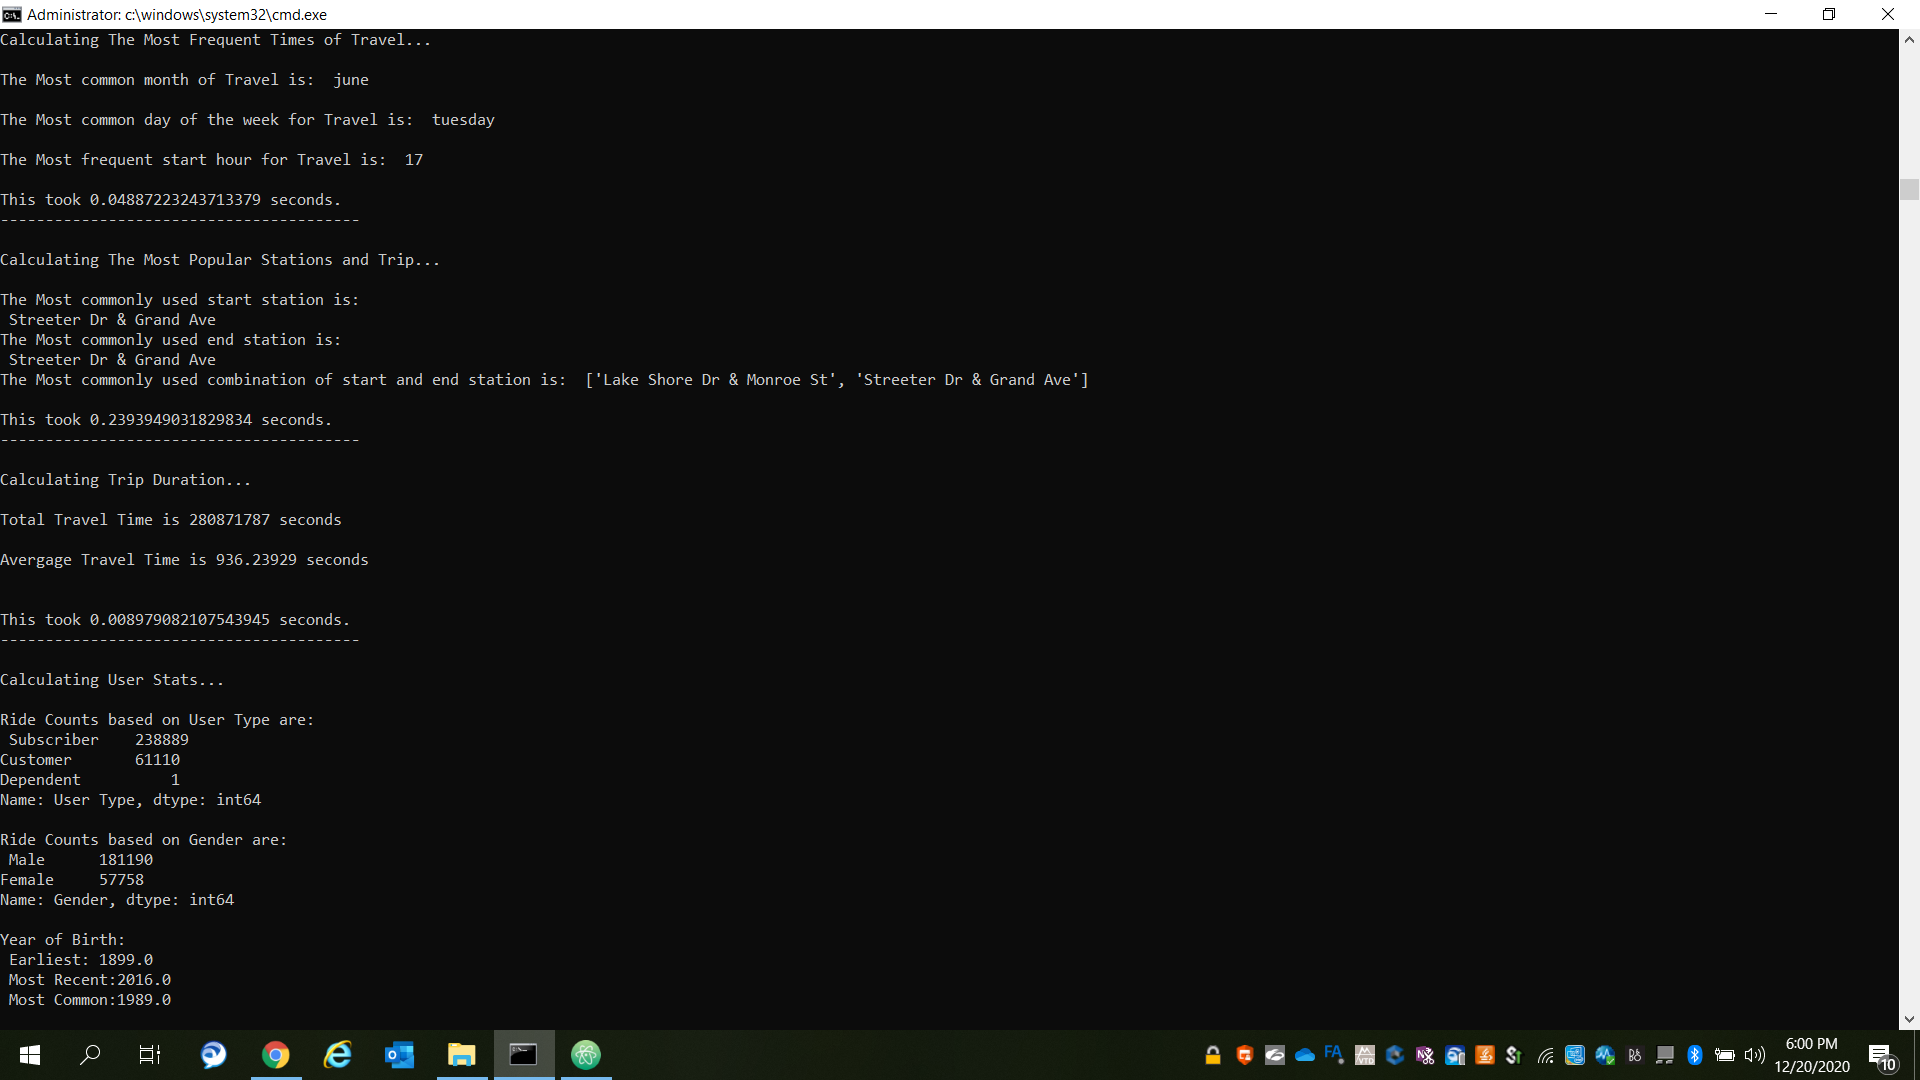 Administrator: c:\windows\system32\cmd.exe
Calculating The Most Frequent Times of Travel...
The Most common month of Travel is:  june
The Most common day of the week for Travel is:  tuesday
The Most frequent start hour for Travel is:  17
This took 0.04887223243713379 seconds.
----------------------------------------
Calculating The Most Popular Stations and Trip...
The Most commonly used start station is:
 Streeter Dr & Grand Ave
The Most commonly used end station is:
 Streeter Dr & Grand Ave
The Most commonly used combination of start and end station is:  ['Lake Shore Dr & Monroe St', 'Streeter Dr & Grand Ave']
This took 0.2393949031829834 seconds.
----------------------------------------
Calculating Trip Duration...
Total Travel Time is 280871787 seconds
Avergage Travel Time is 936.23929 seconds
This took 0.008979082107543945 seconds.
----------------------------------------
Calculating User Stats...
Ride Counts based on User Type are:
 Subscriber    238889
Customer       61110
Dependent          1
Name: User Type, dtype: int64
Ride Counts based on Gender are:
 Male      181190
Female     57758
Name: Gender, dtype: int64
Year of Birth:
 Earliest: 1899.0
 Most Recent:2016.0
 Most Common:1989.0
6:00 PM
12/20/2020
10